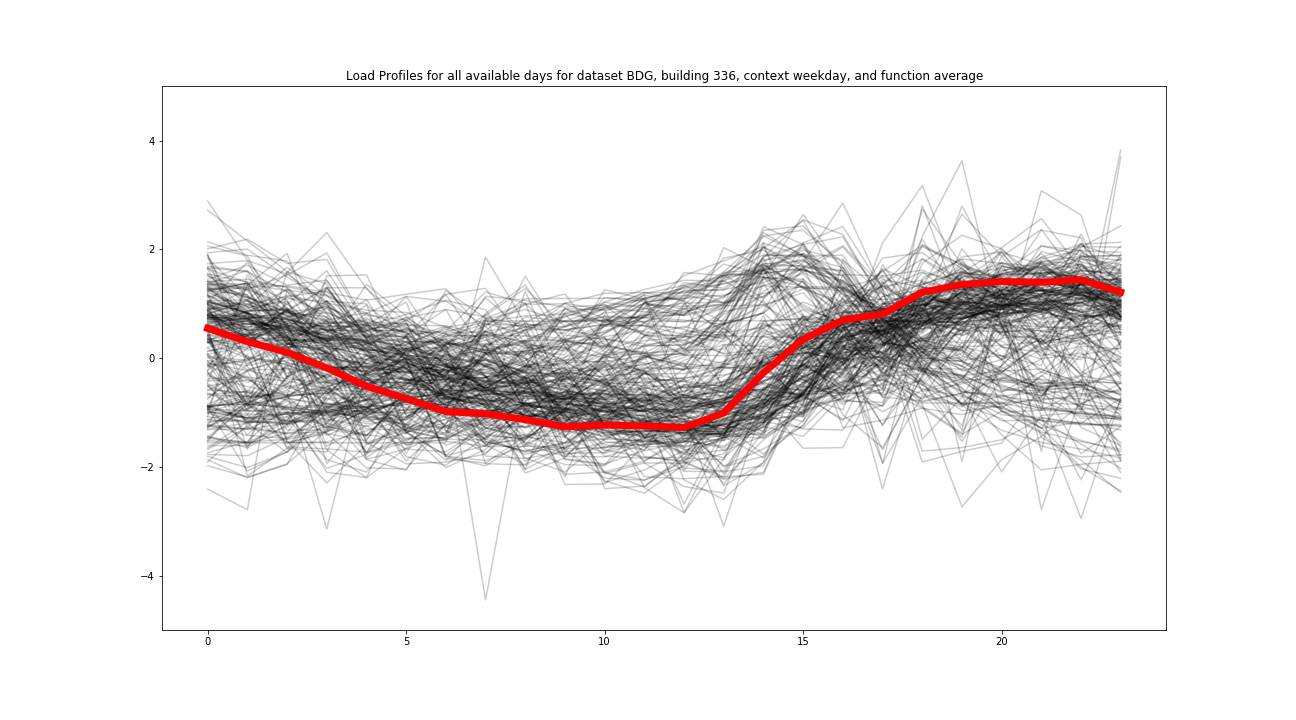 Load Profiles for all available days for dataset BDG, building 336, context weekday, and function average
4
2
0
−2
−4
0 5 10 15 20